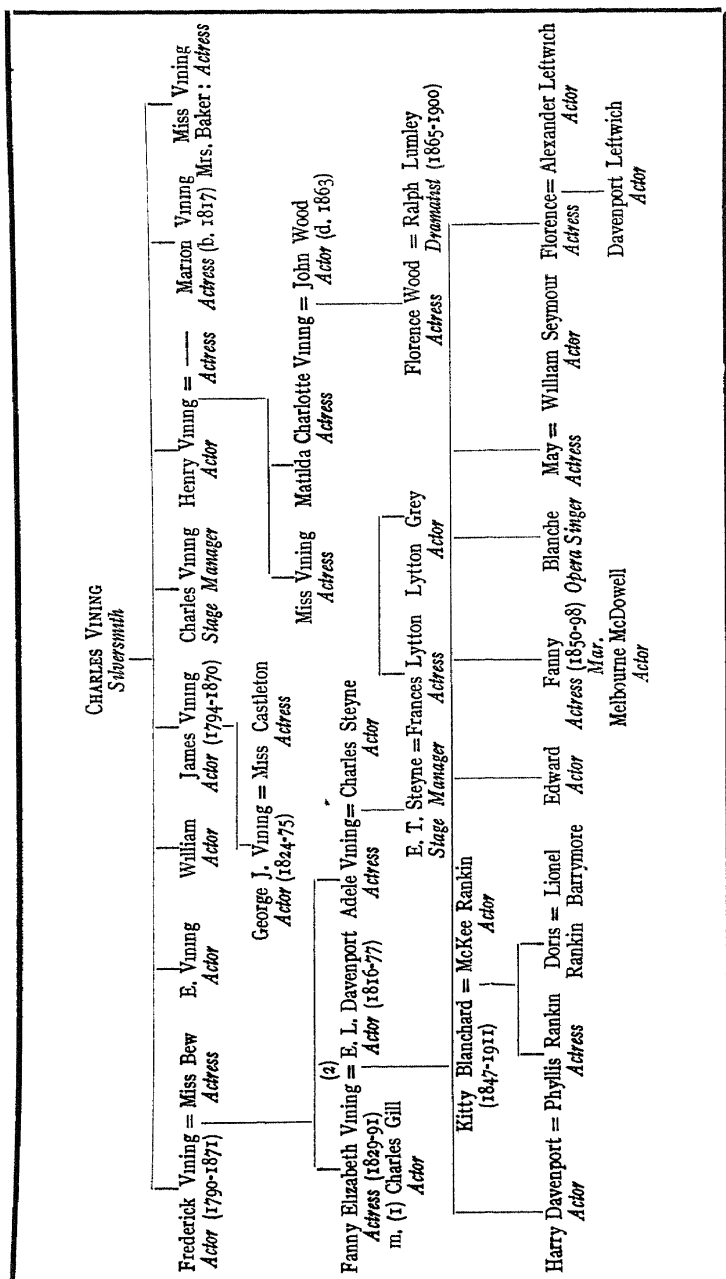 CHARLES VINING
Silversmith
Frederick Vining = Miss Bew
Actor (1790-1871) Actress
E. Vining
Actor
William
Actor
James Vining
Actor (1794-1870)
Charles Vining
Stage Manager
Henry Vining = ——
Actor Actress
Marion Vining
Actress (b. 1817)
Miss Vining
Mrs. Baker: Actress
George J. Vining = Miss Castleton
Actor (1824-75) Actress
Miss Vining
Actress
Matilda Charlotte Vining = John Wood
Actress Actor (d. 1863)
(2)
Fanny Elizabeth Vining = E. L. Davenport
Actress (1829-91) Actor (1816-77)
m. (1) Charles Gill
Actor
Adele Vining = Charles Steyne
Actress Actor
E. T. Steyne = Frances Lytton
Stage Manager Actress
Lytton Grey
Actor
Florence Wood = Ralph Lumley
Actress Dramatist (1865-1900)
Kitty Blanchard = McKee Rankin
(1847-1911) Actor
Harry Davenport = Phyllis Rankin
Actor Actress
Doris = Lionel
Rankin Barrymore
Edward
Actor
Fanny
Actress (1850-98)
Mar.
Melbourne McDowell
Actor
Blanche
Opera Singer
May = William Seymour
Actress Actor
Florence = Alexander Leftwich
Actress Actor
Davenport Leftwich
Actor